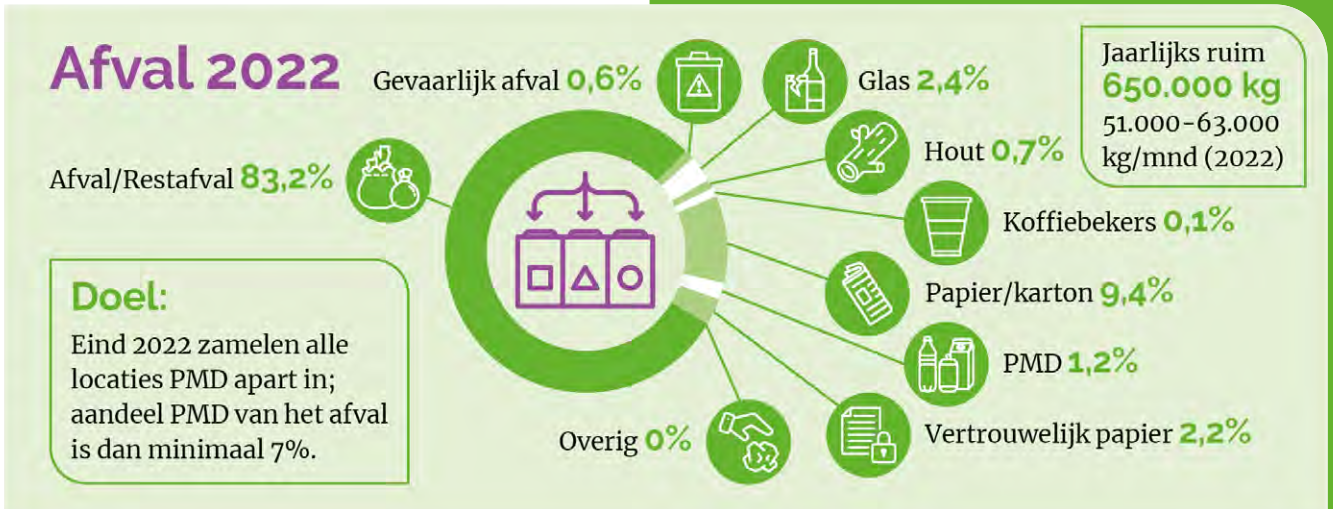 Afval 2022
Gevaarlijk afval 0,6%
Glas 2,4%
Jaarlijks ruim
650.000 kg
51.000-63.000
kg/mnd (2022)
Hout 0,7%
Afval/Restafval 83,2%
Koffiebekers 0,1%
Papier/karton 9,4%
Doel:
Eind 2022 zamelen alle
locaties PMD apart in;
aandeel PMD van het afval
is dan minimaal 7%.
PMD 1,2%
Overig 0%
Vertrouwelijk papier 2,2%